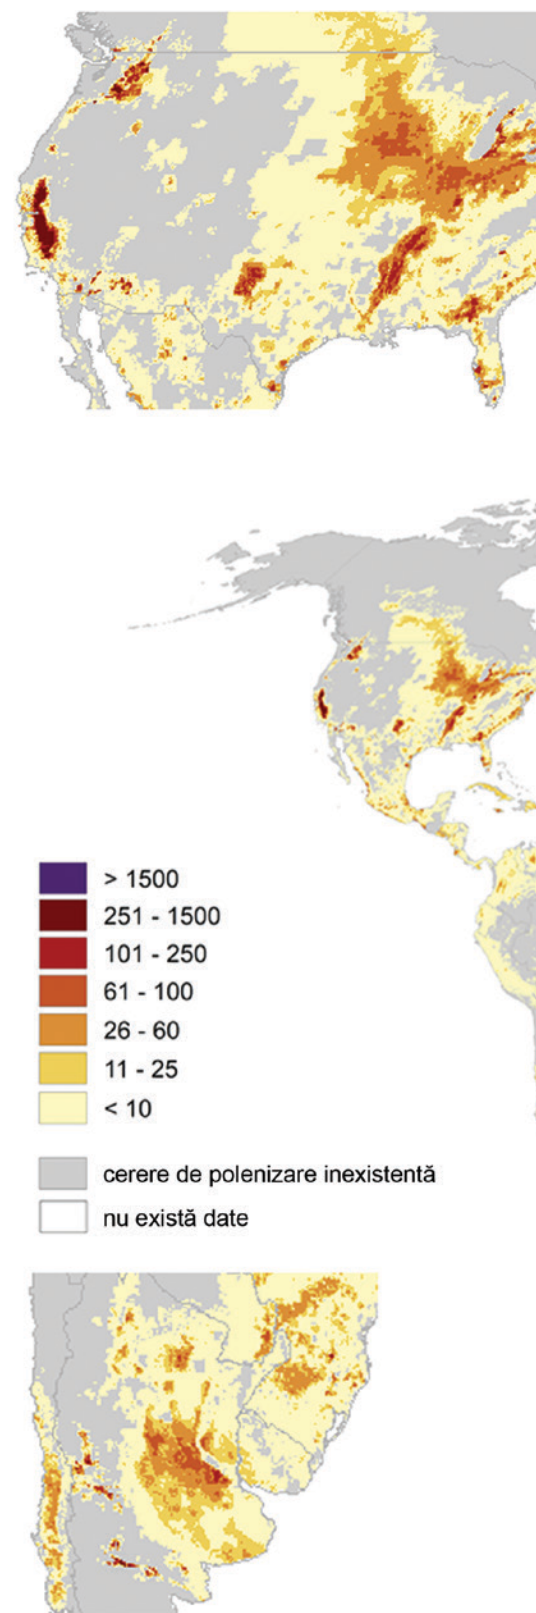 > 1500
251 - 1500
101 - 250
61 - 100
26 - 60
11 - 25
< 10
cerere de polenizare inexistentă
nu există date